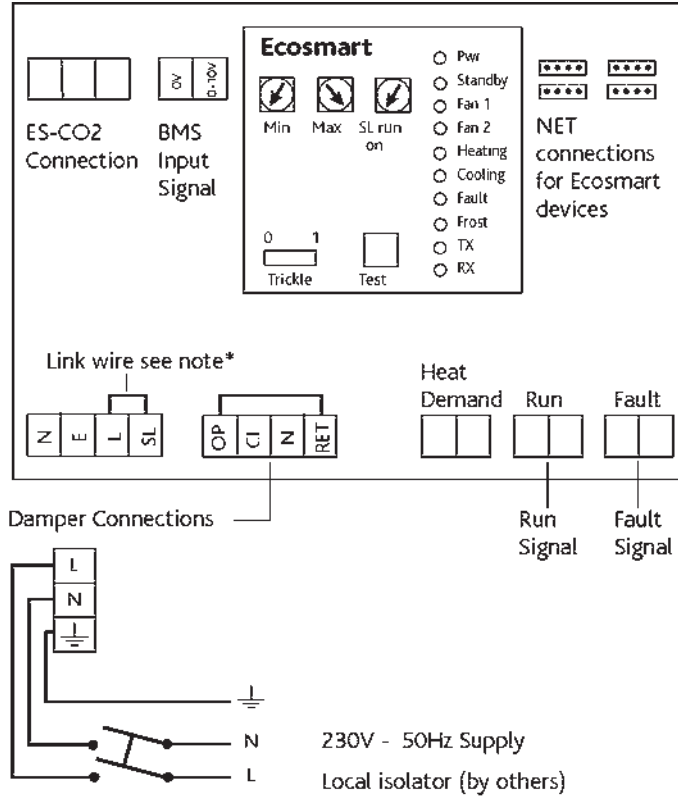 Ecosmart
Min
Max
SL run
on
0
1
Trickle
Test
Pwr
Standby
Fan 1
Fan 2
Heating
Cooling
Fault
Frost
TX
RX
ES-CO2
Connection
0V
0-10V
BMS
Input
Signal
NET
connections
for Ecosmart
devices
Link wire see note*
N
E
L
SL
OP
Cl
N
RET
Heat
Demand
Run
Fault
Damper Connections
Run
Signal
Fault
Signal
L
N
N
230V - 50Hz Supply
L
Local isolator (by others)